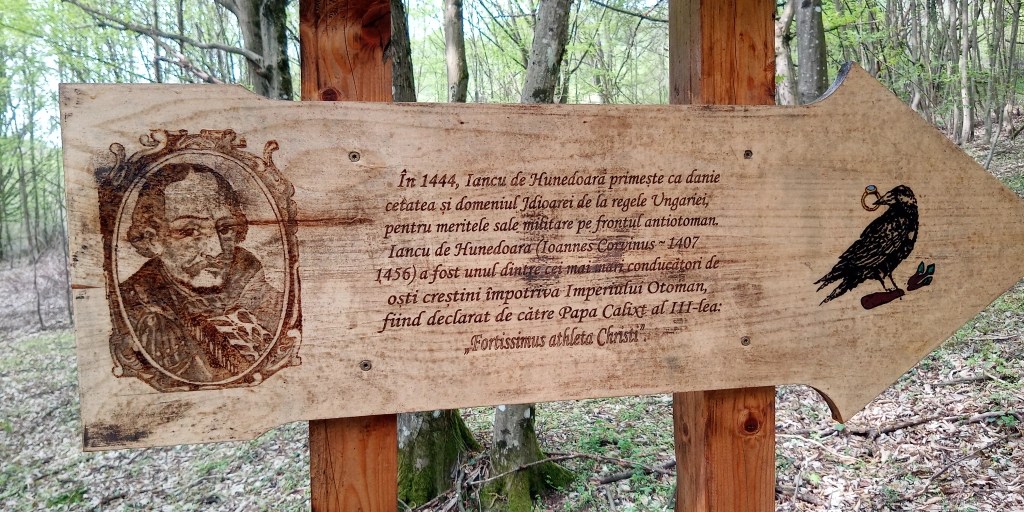 În 1444, Iancu de Hunedoara primește ca danie
cetatea și domeniul Jdioarei de la regele Ungariei,
pentru meritele sale militare pe frontul antiotoman.
Iancu de Hunedoara (Ioannes Corvinus ~ 1407
1456) a fost unul dintre cei mai mari conducători de
oști creștini împotriva Imperiului Otoman,
fiind declarat de către Papa Calixt al III-lea:
„Fortissimus athleta Christi”.